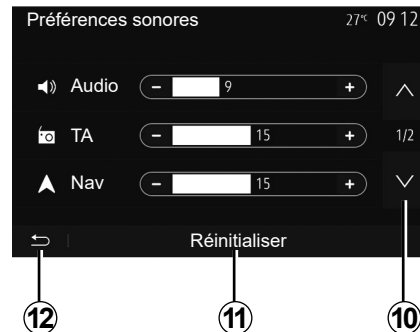 Préférences sonores 27°c 09 12
Audio - 9 +
TA - 15 + 1/2
Nav - 15 +
Réinitialiser
12 11 10